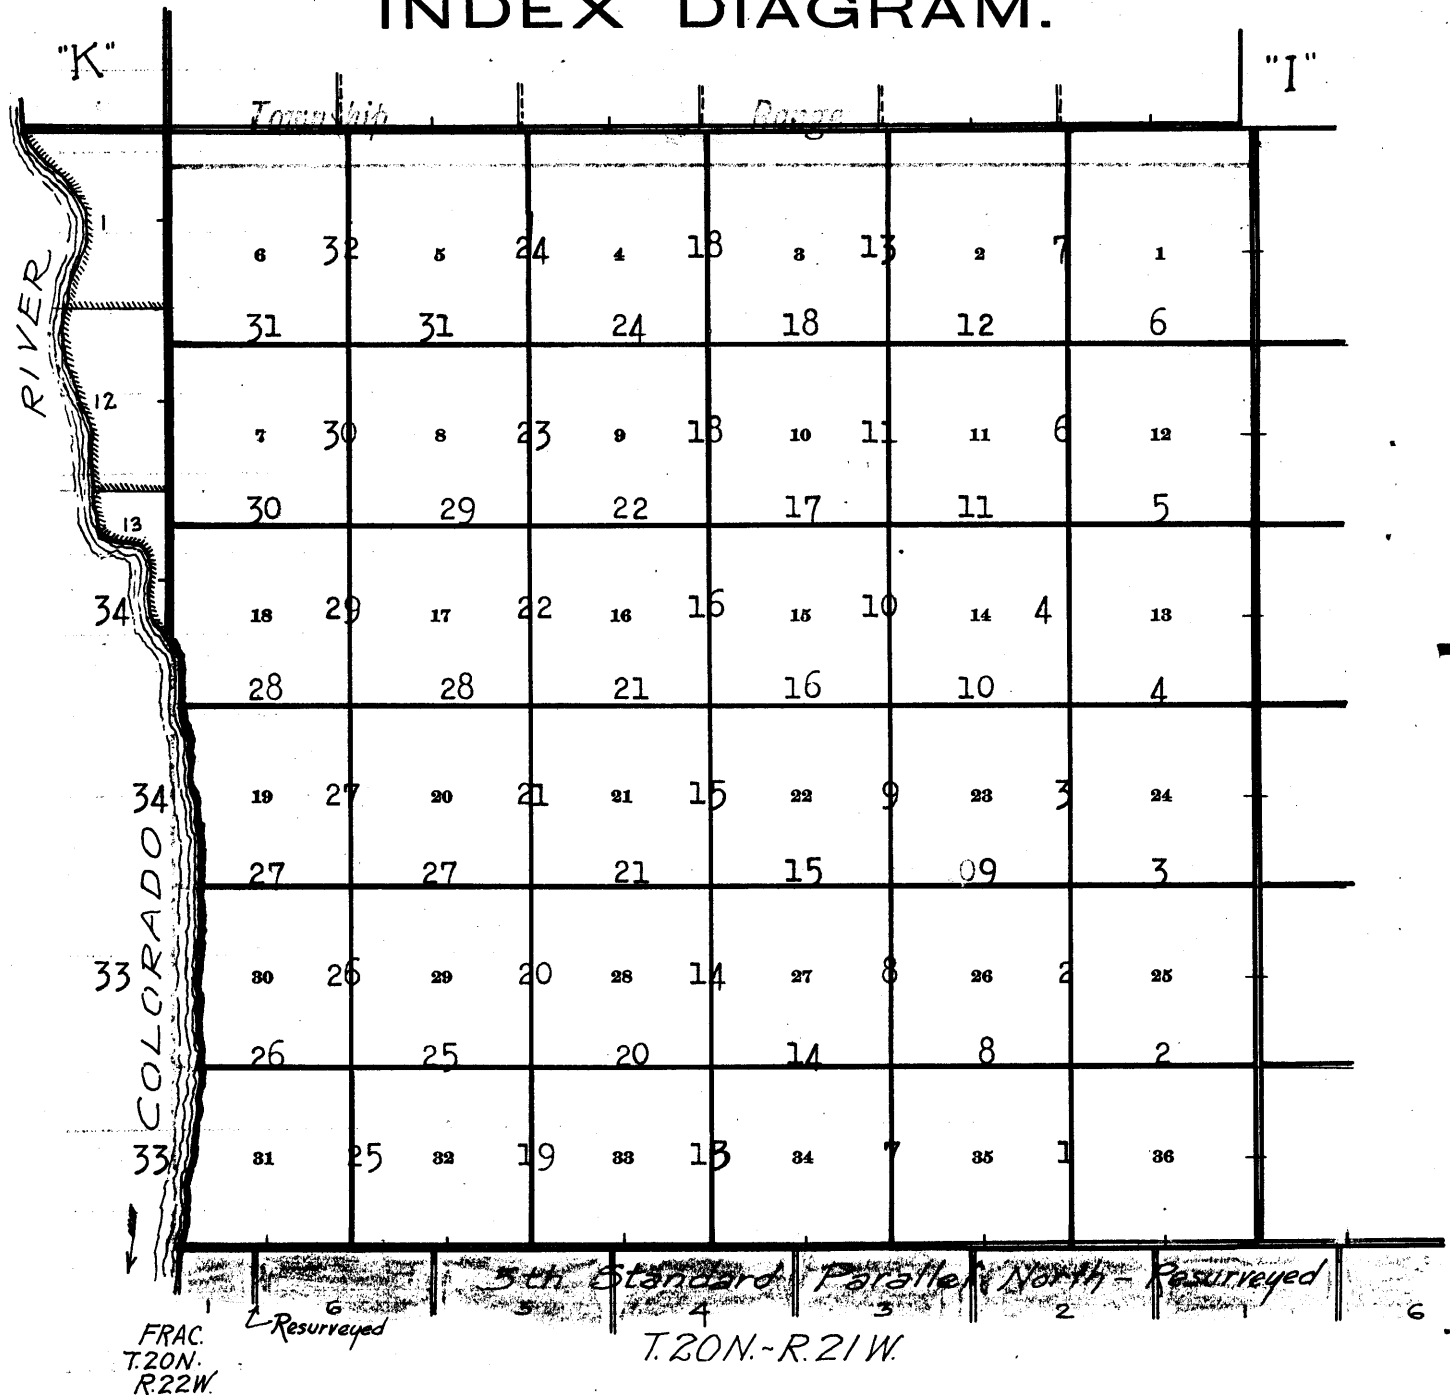 INDEX DIAGRAM.
"K" "I"
Township Range
1
6 32 5 24 4 18 3 13 2 7 1
31 31 24 18 12 6
RIVER
12
7 30 8 23 9 18 10 11 11 6 12
30 29 22 17 11 5
13
34 18 29 17 22 16 16 15 10 14 4 13
28 28 21 16 10 4
34 19 27 20 21 21 15 22 9 23 3 24
27 27 21 15 09 3
COLORADO
33 30 26 29 20 28 14 27 8 26 2 25
26 25 20 14 8 2
33 31 25 32 19 33 13 34 7 35 1 36
5th Standard Parallel North - Resurveyed
1 6 5 4 3 2 1 6
Resurveyed
FRAC.
T.20N.
R.22W.
T.20N.~R.21W.